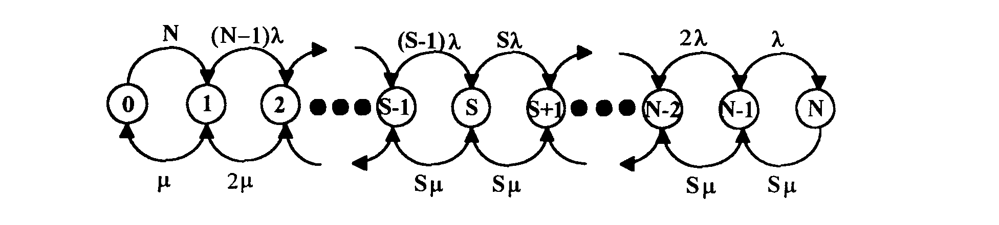 N (N−1)λ (S-1)λ Sλ 2λ λ
0 1 2 S-1 S S+1 N-2 N-1 N
μ 2μ Sμ Sμ Sμ Sμ